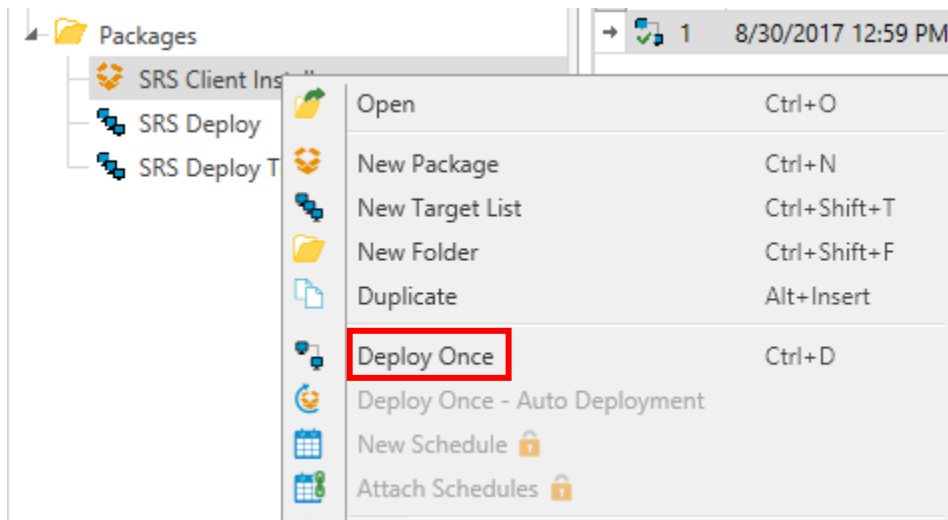 Packages
1 8/30/2017 12:59 PM
SRS Client
SRS Deploy
SRS Deploy
Open Ctrl+O
New Package Ctrl+N
New Target List Ctrl+Shift+T
New Folder Ctrl+Shift+F
Duplicate Alt+Insert
Deploy Once Ctrl+D
Deploy Once - Auto Deployment
New Schedule
Attach Schedules